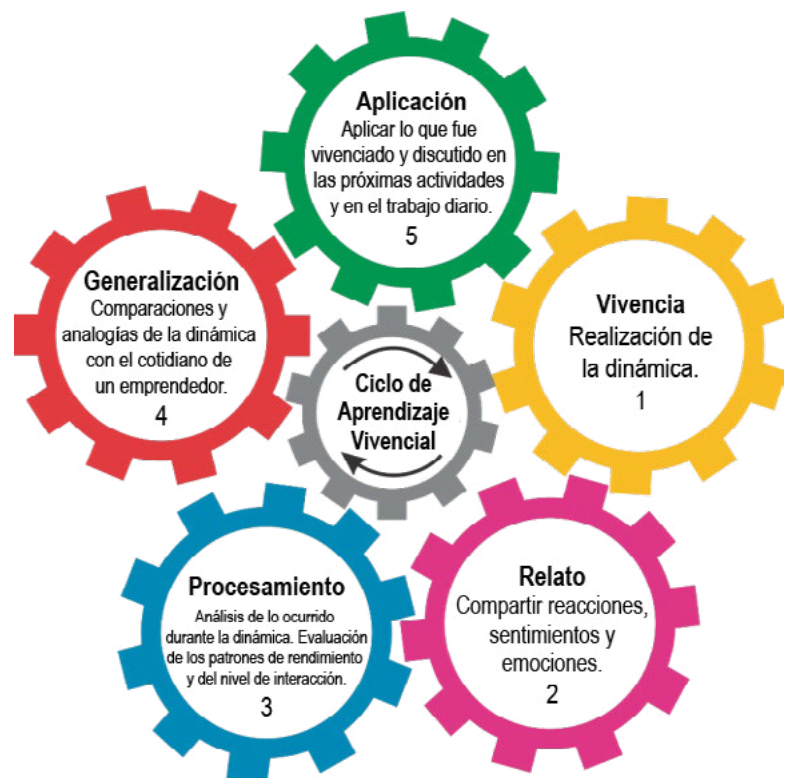 Aplicación
Aplicar lo que fue
vivenciado y discutido en
las próximas actividades
y en el trabajo diario.
5
Generalización
Comparaciones y
analogías de la dinámica
con el cotidiano de
un emprendedor.
4
Vivencia
Realización de
la dinámica.
1
Ciclo de
Aprendizaje
Vivencial
Procesamiento
Análisis de lo ocurrido
durante la dinámica. Evaluación
de los patrones de rendimiento
y del nivel de interacción.
3
Relato
Compartir reacciones,
sentimientos y
emociones.
2